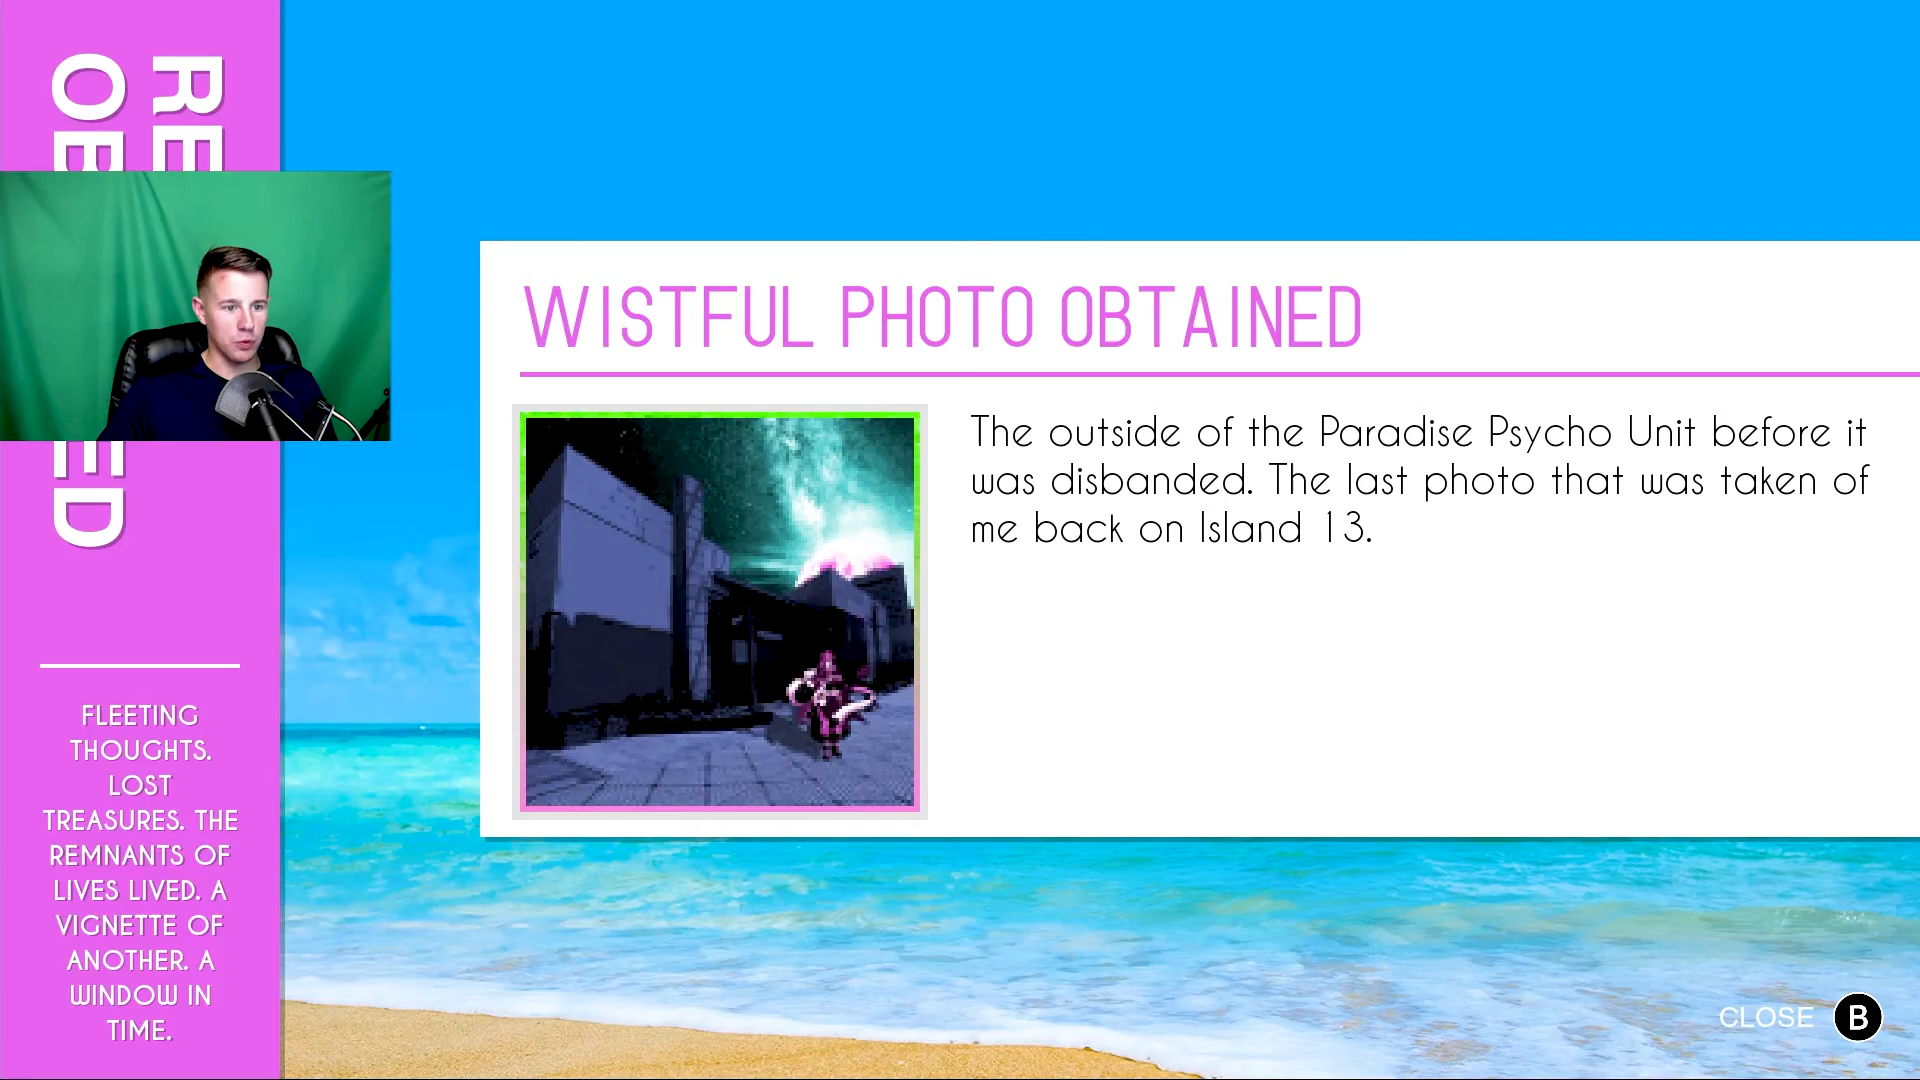 WISTFUL PHOTO OBTAINED
The outside of the Paradise Psycho Unit before it
was disbanded. The last photo that was taken of
me back on Island 13.
FLEETING
THOUGHTS.
LOST
TREASURES. THE
REMNANTS OF
LIVES LIVED. A
VIGNETTE OF
ANOTHER. A
WINDOW IN
TIME.
CLOSE B